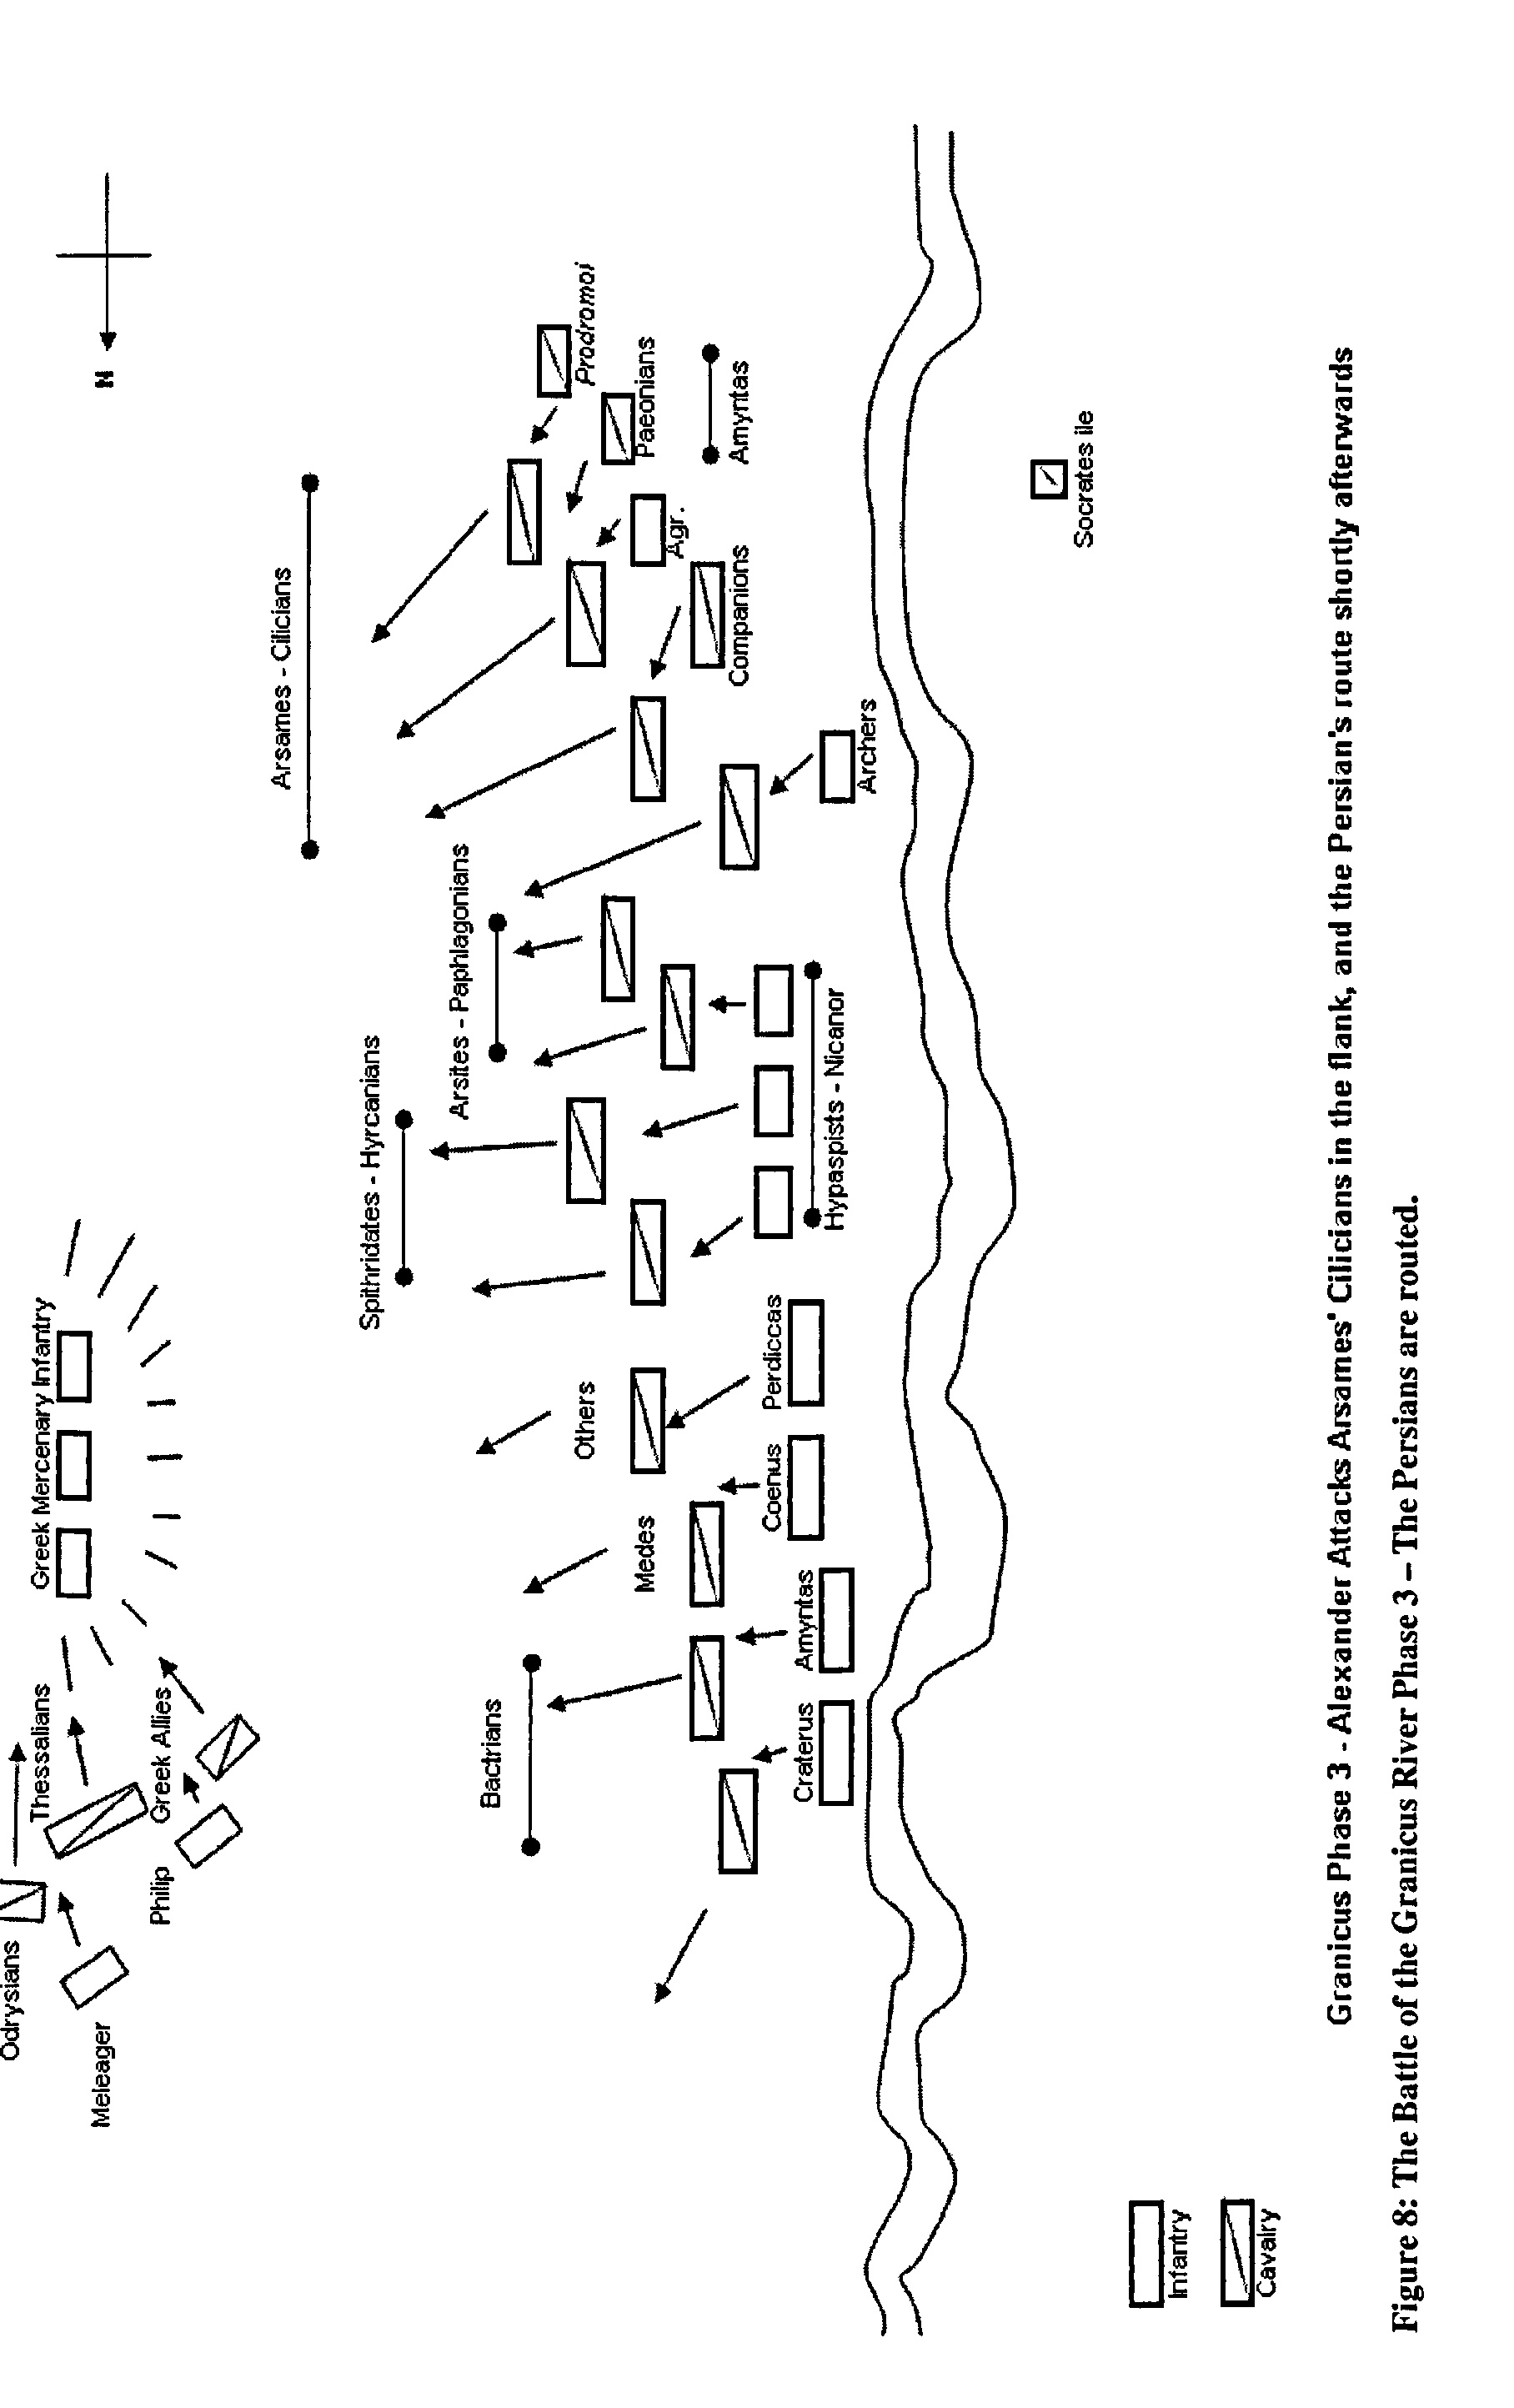 Odrysians
Meleager
Thessalians
Philip
Greek Allies
Greek Mercenary Infantry
N
Arsames - Cilicians
Spithridates - Hyrcanians
Arsites - Paphlagonians
Bactrians
Medes
Others
Prodromoi
Paeonians
Agr.
Amyntas
Companions
Archers
Hypaspists - Nicanor
Craterus
Amyntas
Coenus
Perdiccas
Socrates ile
Infantry
Cavalry
Granicus Phase 3 - Alexander Attacks Arsames' Cilicians in the flank, and the Persian's route shortly afterwards
Figure 8: The Battle of the Granicus River Phase 3 – The Persians are routed.